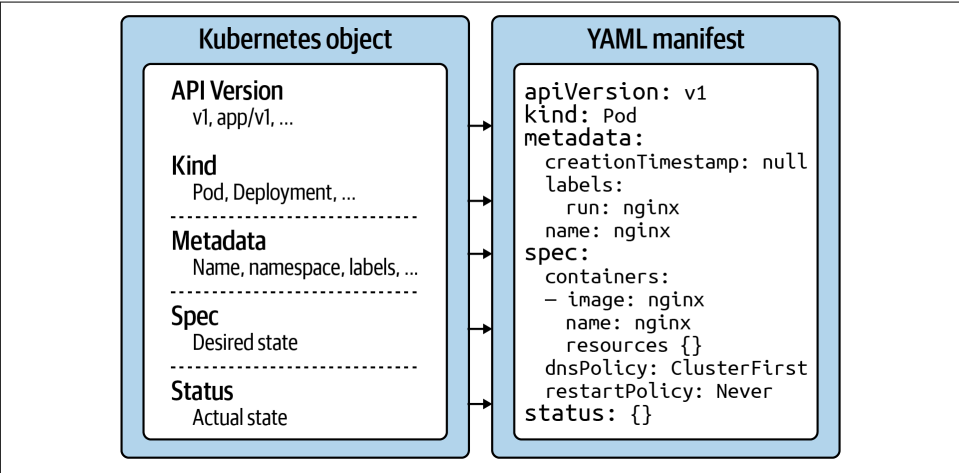 Kubernetes object
API Version
v1, app/v1, ...
Kind
Pod, Deployment, ...
Metadata
Name, namespace, labels, ...
Spec
Desired state
Status
Actual state
YAML manifest
apiVersion: v1
kind: Pod
metadata:
  creationTimestamp: null
  labels:
    run: nginx
  name: nginx
spec:
  containers:
  – image: nginx
    name: nginx
    resources {}
  dnsPolicy: ClusterFirst
  restartPolicy: Never
status: {}